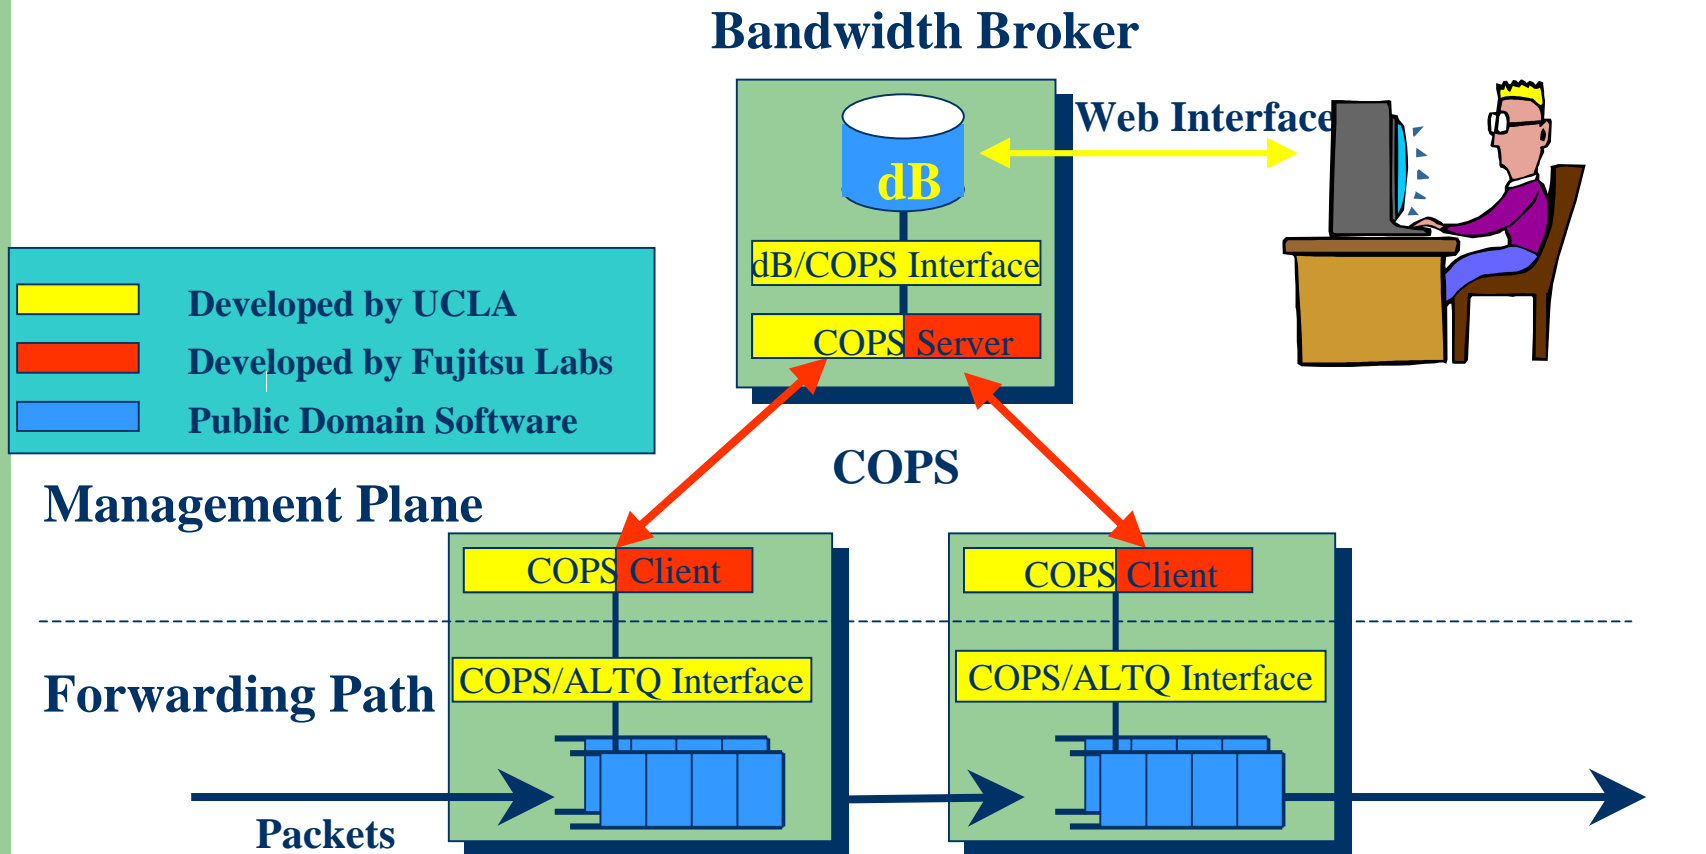 Bandwidth Broker
Web Interface
dB
dB/COPS Interface
COPS Server
Developed by UCLA
Developed by Fujitsu Labs
Public Domain Software
COPS
Management Plane
COPS Client
COPS Client
Forwarding Path
COPS/ALTQ Interface
COPS/ALTQ Interface
Packets